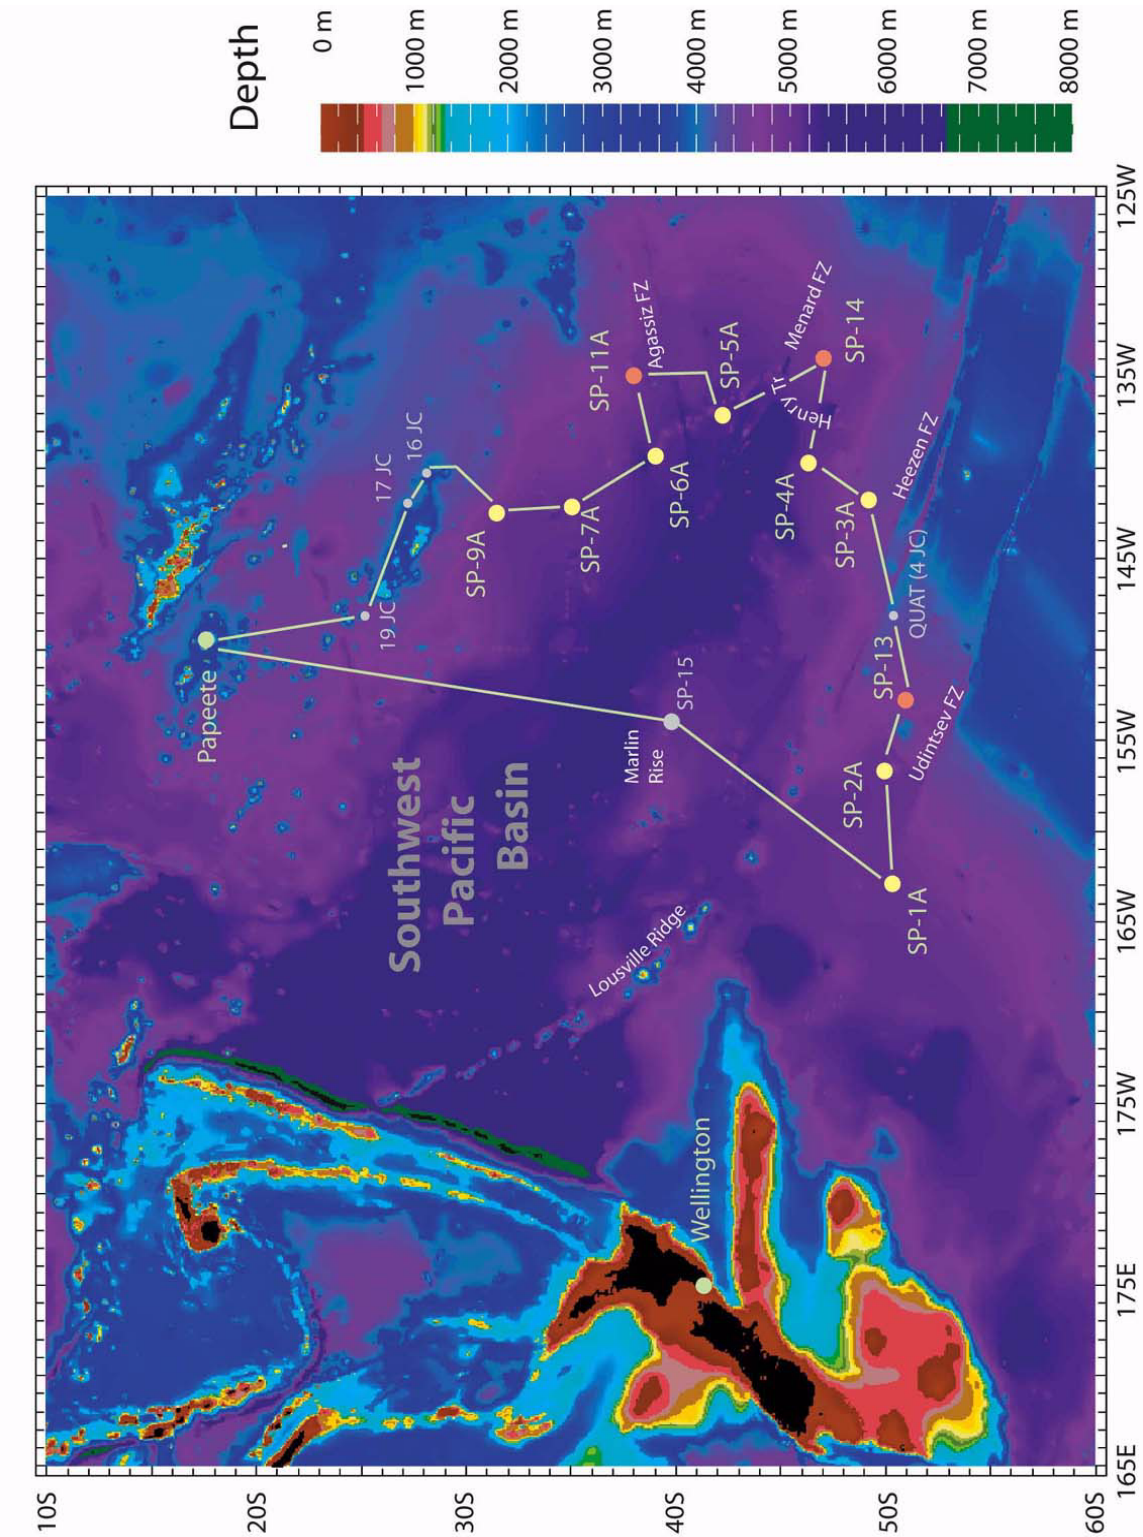 Depth
0 m
1000 m
2000 m
3000 m
4000 m
5000 m
6000 m
7000 m
8000 m
10S
20S
30S
40S
50S
60S
165E
175E
175W
165W
155W
145W
135W
125W
Papeete
19 JC
17 JC
16 JC
SP-9A
SP-7A
SP-6A
SP-11A
Agassiz FZ
SP-5A
Menard FZ
SP-14
Henry Tr
SP-4A
SP-3A
Heezen FZ
QUAT (4 JC)
SP-13
Udintsev FZ
SP-2A
SP-1A
SP-15
Marlin
Rise
Southwest
Pacific
Basin
Lousville Ridge
Wellington